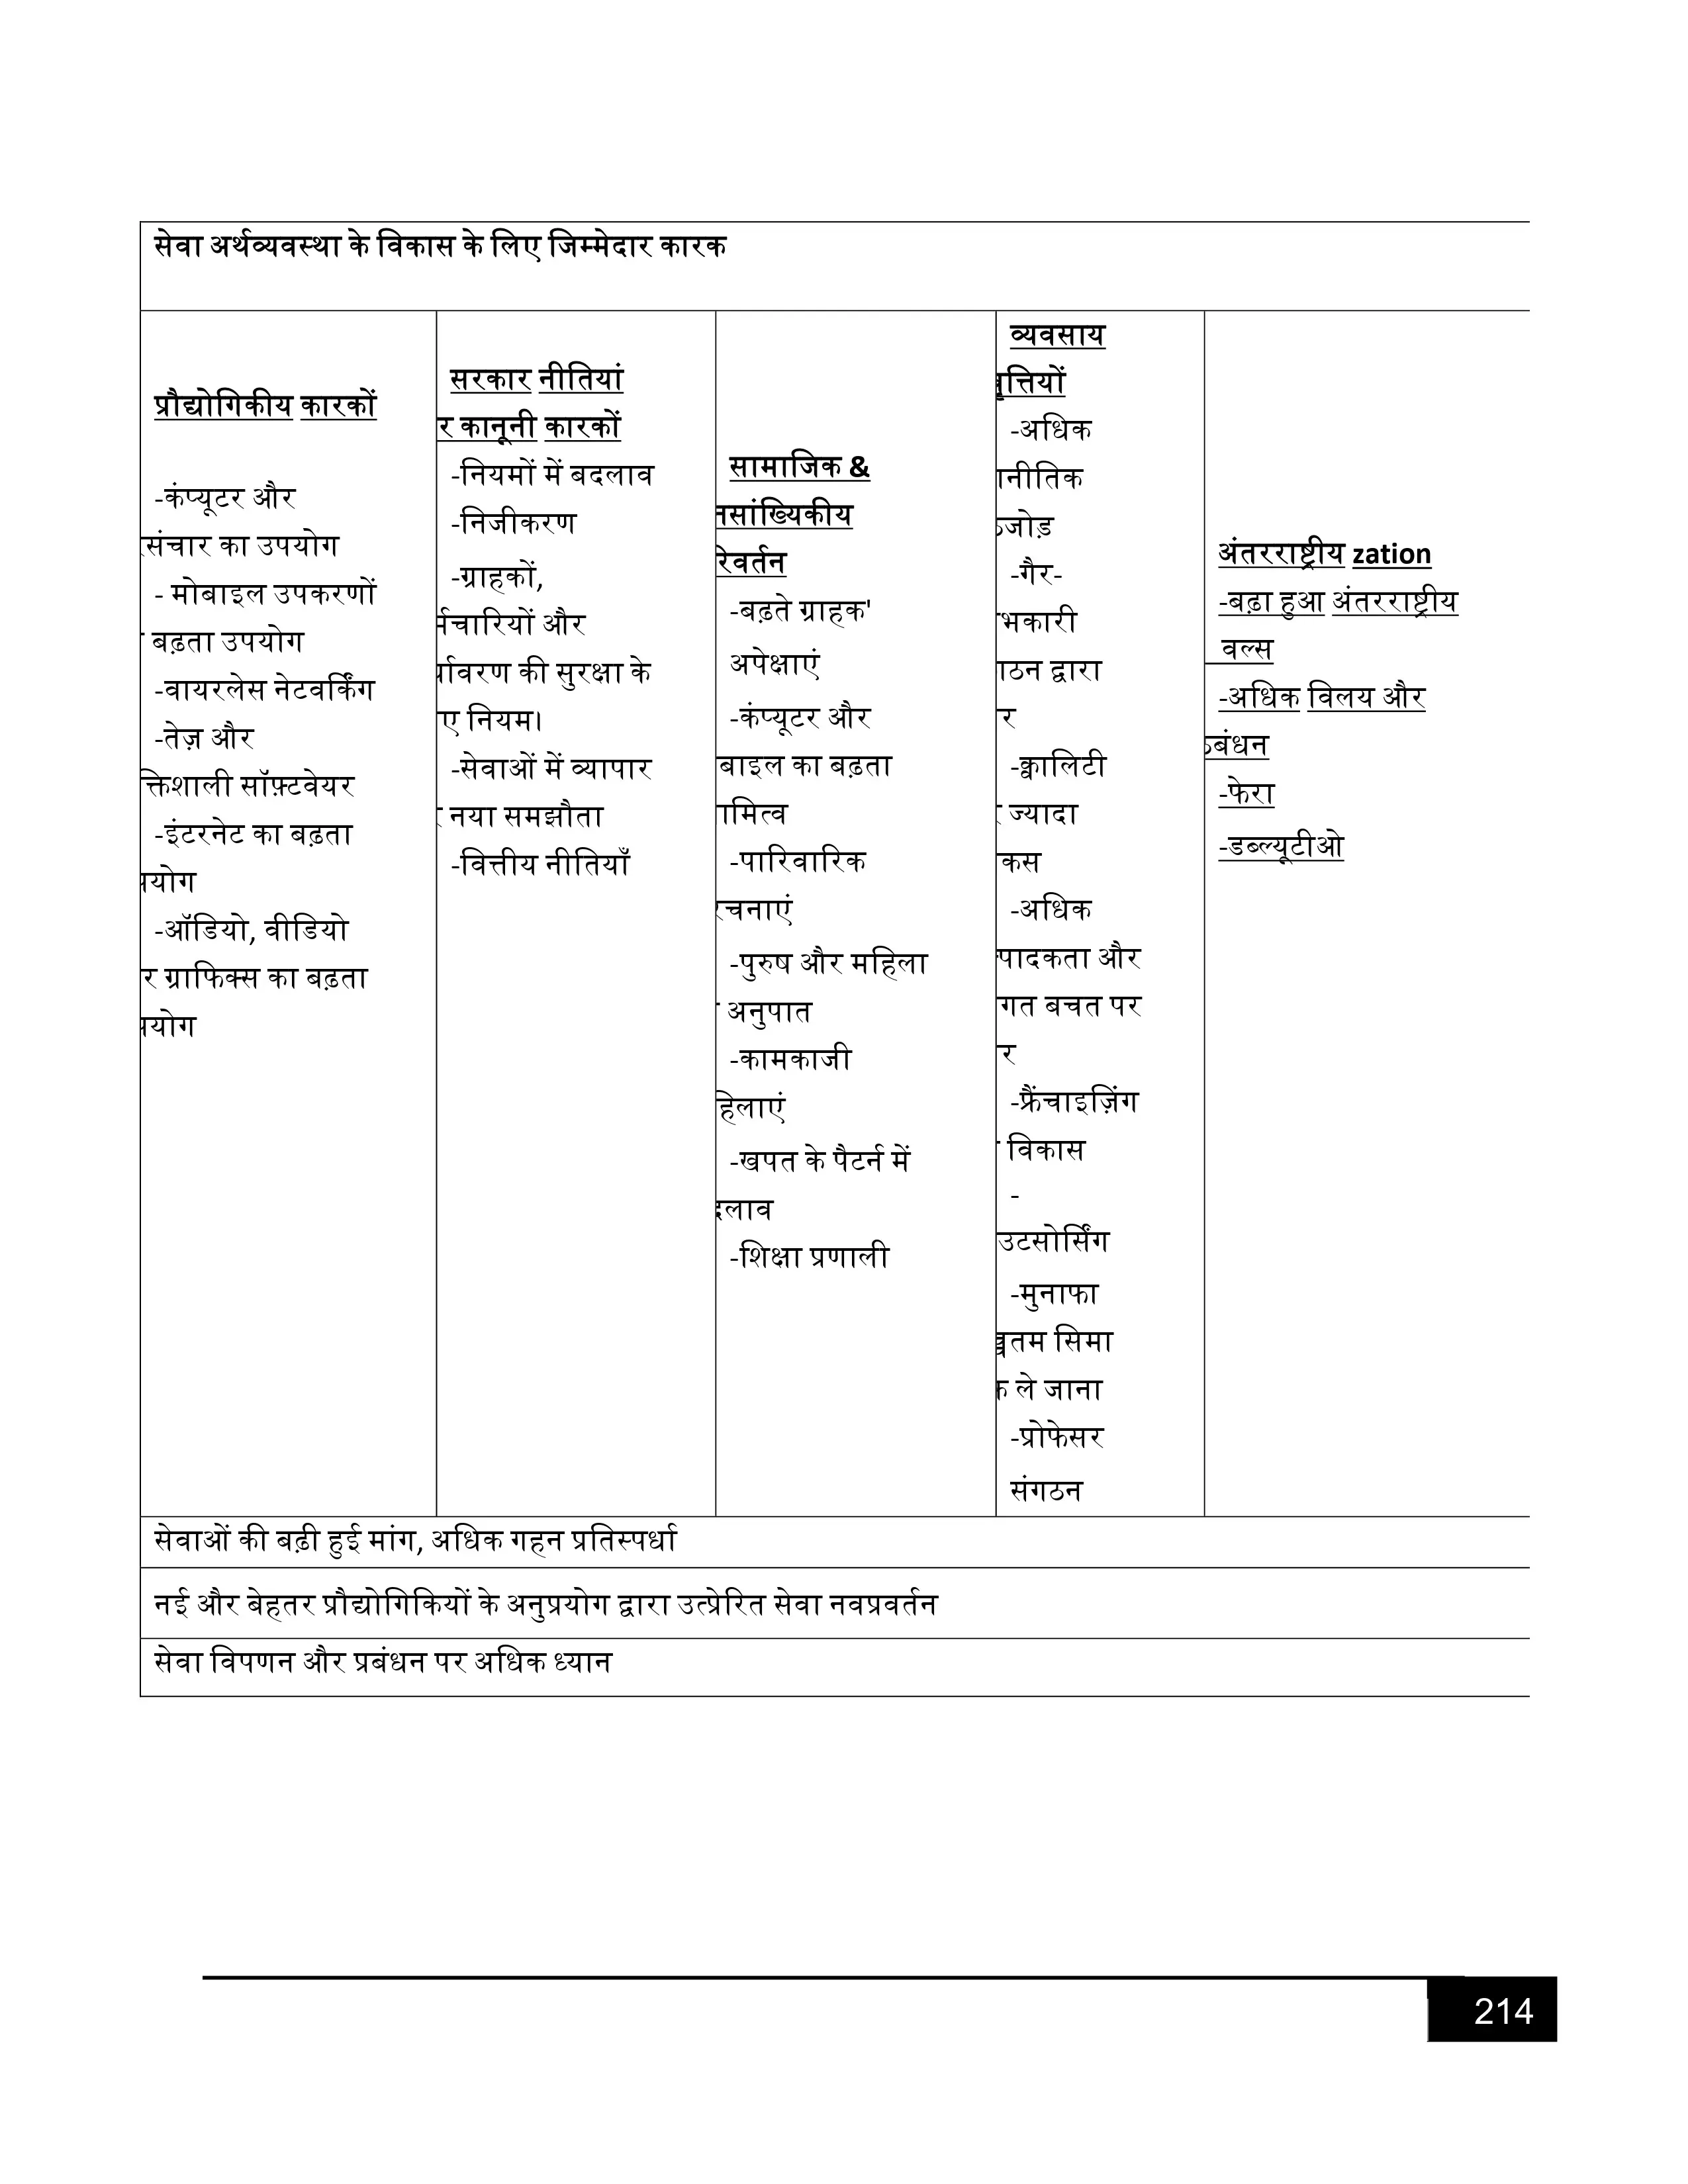 सेवा अर्थव्यवस्था के विकास के लिए जिम्मेदार कारक
प्रौद्योगिकीय कारकों
-कंप्यूटर और
संचार का उपयोग
- मोबाइल उपकरणों
बढ़ता उपयोग
-वायरलेस नेटवर्किंग
-तेज़ और
क्तिशाली सॉफ़्टवेयर
-इंटरनेट का बढ़ता
योग
-ऑडियो, वीडियो
र ग्राफिक्स का बढ़ता
योग
सरकार नीतियां
र कानूनी कारकों
-नियमों में बदलाव
-निजीकरण
-ग्राहकों,
र्मचारियों और
र्यावरण की सुरक्षा के
ए नियम।
-सेवाओं में व्यापार
नया समझौता
-वित्तीय नीतियाँ
सामाजिक &
नसांख्यिकीय
रिवर्तन
-बढ़ते ग्राहक'
अपेक्षाएं
-कंप्यूटर और
बाइल का बढ़ता
ामित्व
-पारिवारिक
रचनाएं
-पुरुष और महिला
अनुपात
-कामकाजी
हिलाएं
-खपत के पैटर्न में
दलाव
-शिक्षा प्रणाली
व्यवसाय
वृत्तियों
-अधिक
नीतिक
जोड़
-गैर-
भकारी
गठन द्वारा
र
-क्वालिटी
ज्यादा
कस
-अधिक
पादकता और
गत बचत पर
र
-फ्रैंचाइज़िंग
विकास
-
उटसोर्सिंग
-मुनाफा
च्चतम सिमा
क ले जाना
-प्रोफेसर
संगठन
अंतरराष्ट्रीय zation
-बढ़ा हुआ अंतरराष्ट्रीय
वल्स
-अधिक विलय और
ठबंधन
-फेरा
-डब्ल्यूटीओ
सेवाओं की बढ़ी हुई मांग, अधिक गहन प्रतिस्पर्धा
नई और बेहतर प्रौद्योगिकियों के अनुप्रयोग द्वारा उत्प्रेरित सेवा नवप्रवर्तन
सेवा विपणन और प्रबंधन पर अधिक ध्यान
214